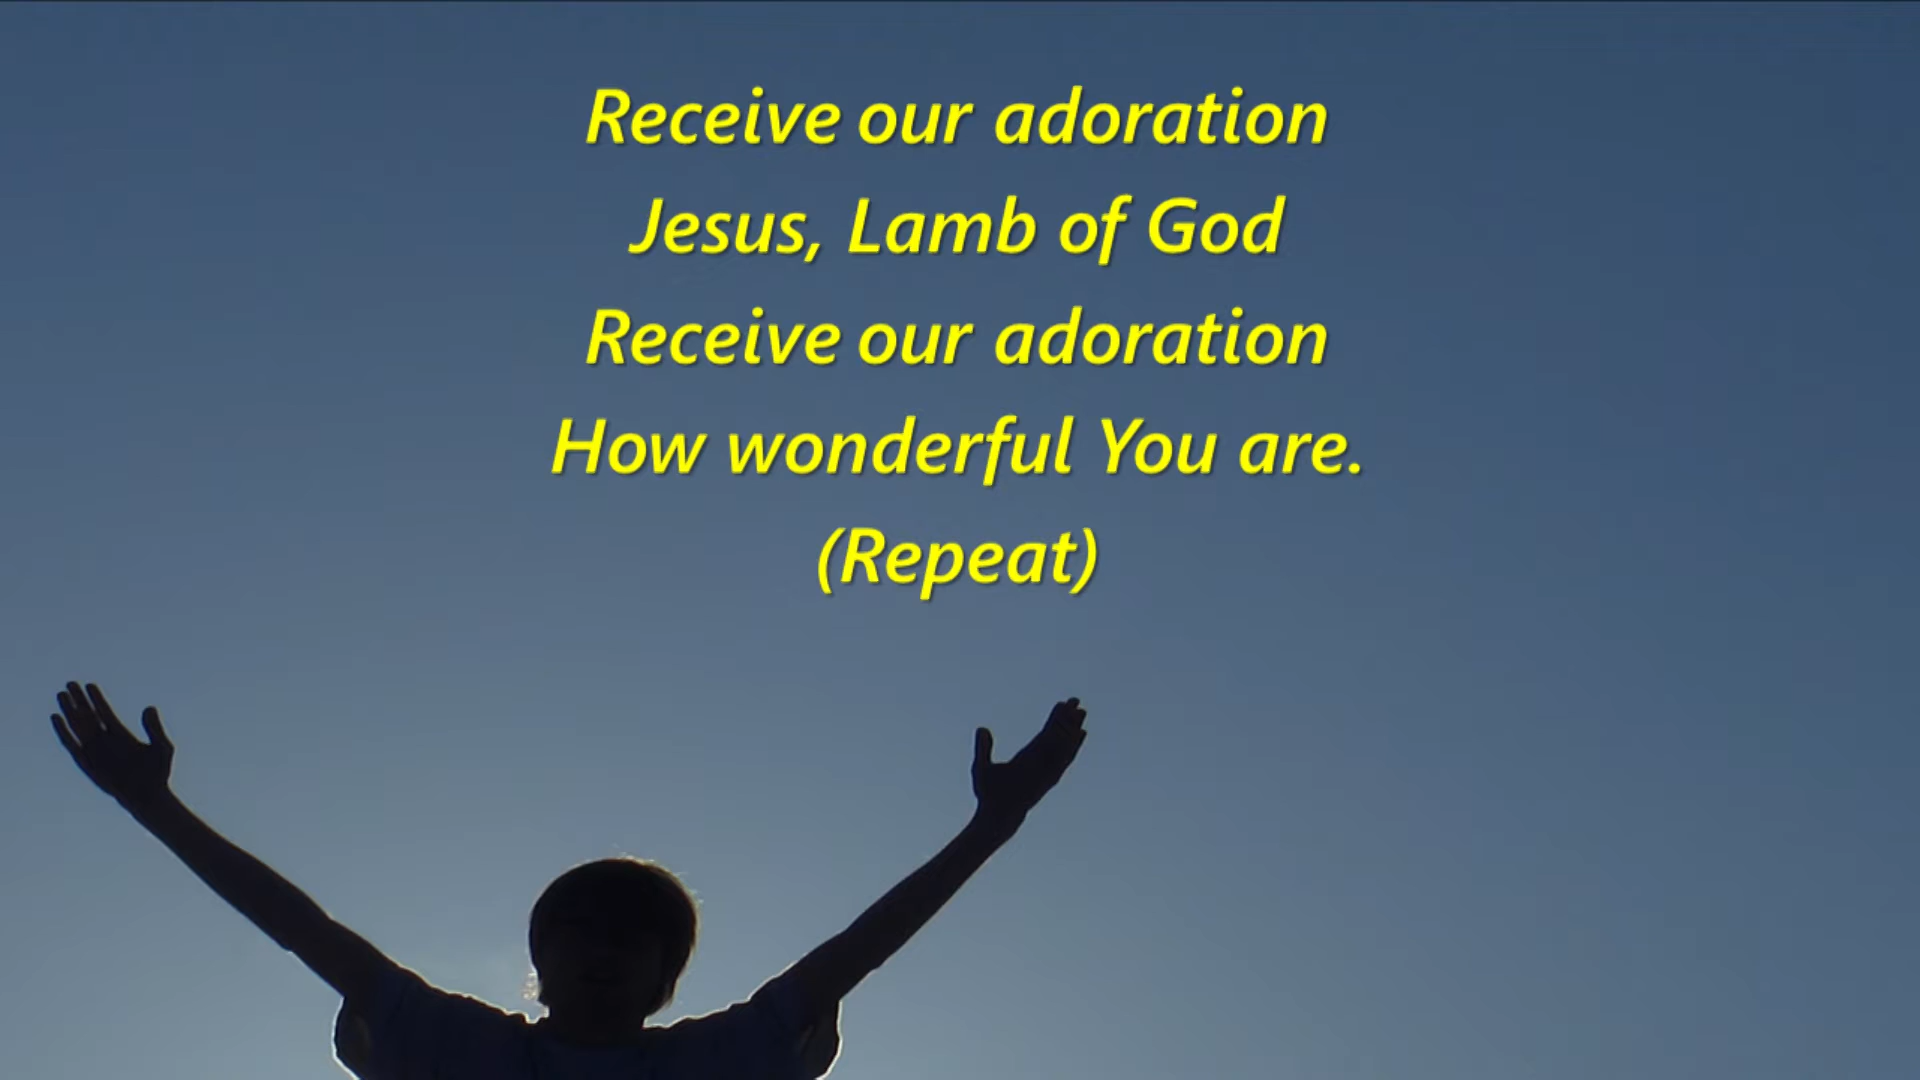 Receive our adoration
Jesus, Lamb of God
Receive our adoration
How wonderful You are.
(Repeat)